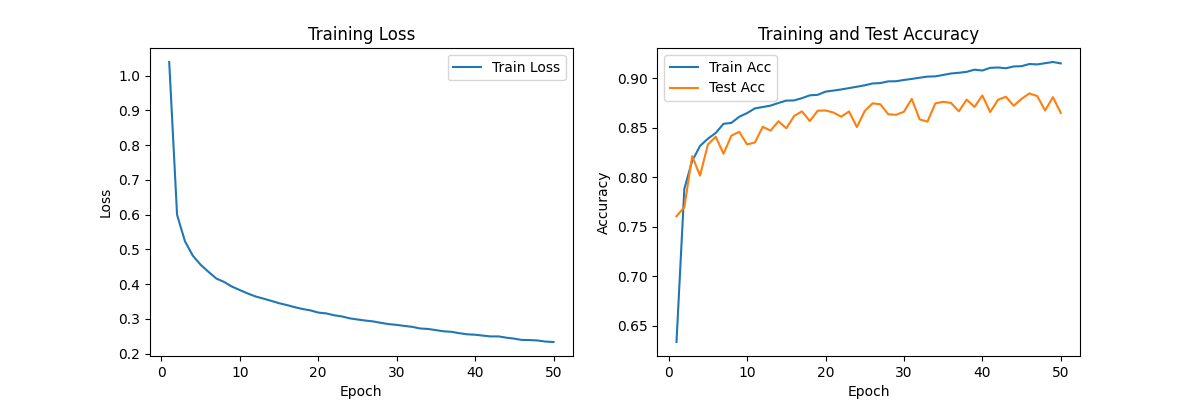 Training Loss
Train Loss
1.0
0.9
0.8
0.7
0.6
0.5
0.4
0.3
0.2
Loss
0 10 20 30 40 50
Epoch
Training and Test Accuracy
Train Acc
Test Acc
0.90
0.85
0.80
0.75
0.70
0.65
Accuracy
0 10 20 30 40 50
Epoch